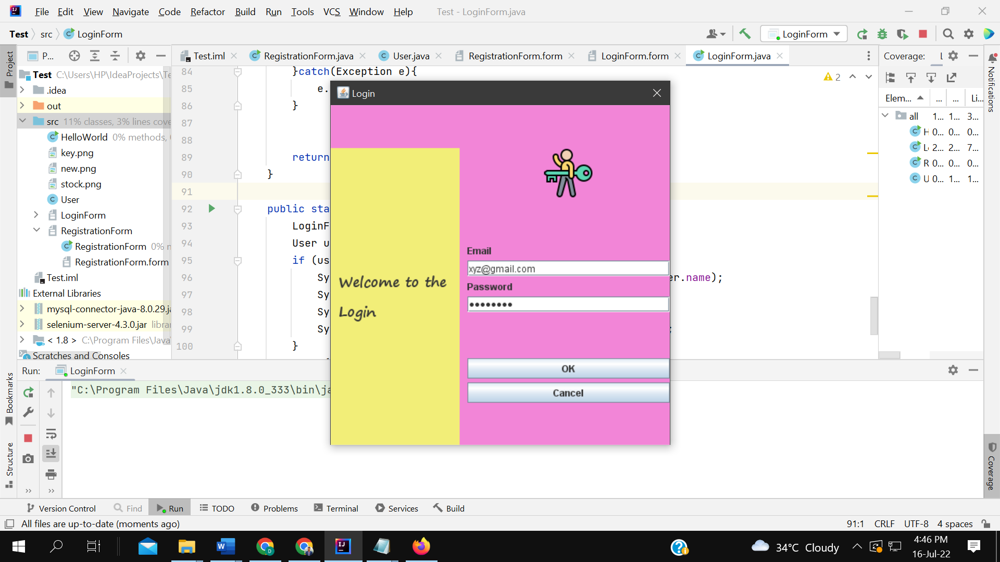 File Edit View Navigate Code Refactor Build Run Tools VCS Window Help Test - LoginForm.java
Test src LoginForm LoginForm
Project P... Test.iml RegistrationForm.java User.java RegistrationForm.form LoginForm.form LoginForm.java Coverage: L
Test C:\Users\HP\IdeaProjects\Te
.idea
out
src 11% classes, 3% lines cove
HelloWorld 0% methods,
key.png
new.png
stock.png
User
LoginForm
RegistrationForm
RegistrationForm 0% m
RegistrationForm.form
Test.iml
External Libraries
mysql-connector-java-8.0.29.ja
selenium-server-4.3.0.jar libra
< 1.8 > C:\Program Files\Java\
Scratches and Consoles
84 }catch(Exception e){
85 e.
86 }
87
88
89 return
90 }
91
92 public sta
93 LoginF
94 User u
95 if (us
96 Sy er.name);
97 Sy
98 Sy
99 Sy ;
100 }
2
Login
Welcome to the
Login
Email
xyz@gmail.com
Password
••••••••
OK
Cancel
Elem... ... ... Li...
all 1... 1... 3...
H 0... 0... 0...
Lo 2... 2... 7...
R 0... 0... 0...
U 0... 1... 1...
Notifications
Coverage
Bookmarks
Structure
Run: LoginForm
"C:\Program Files\Java\jdk1.8.0_333\bin\ja
Version Control Find Run TODO Problems Terminal Services Build
All files are up-to-date (moments ago) 91:1 CRLF UTF-8 4 spaces
34°C Cloudy
4:46 PM
16-Jul-22